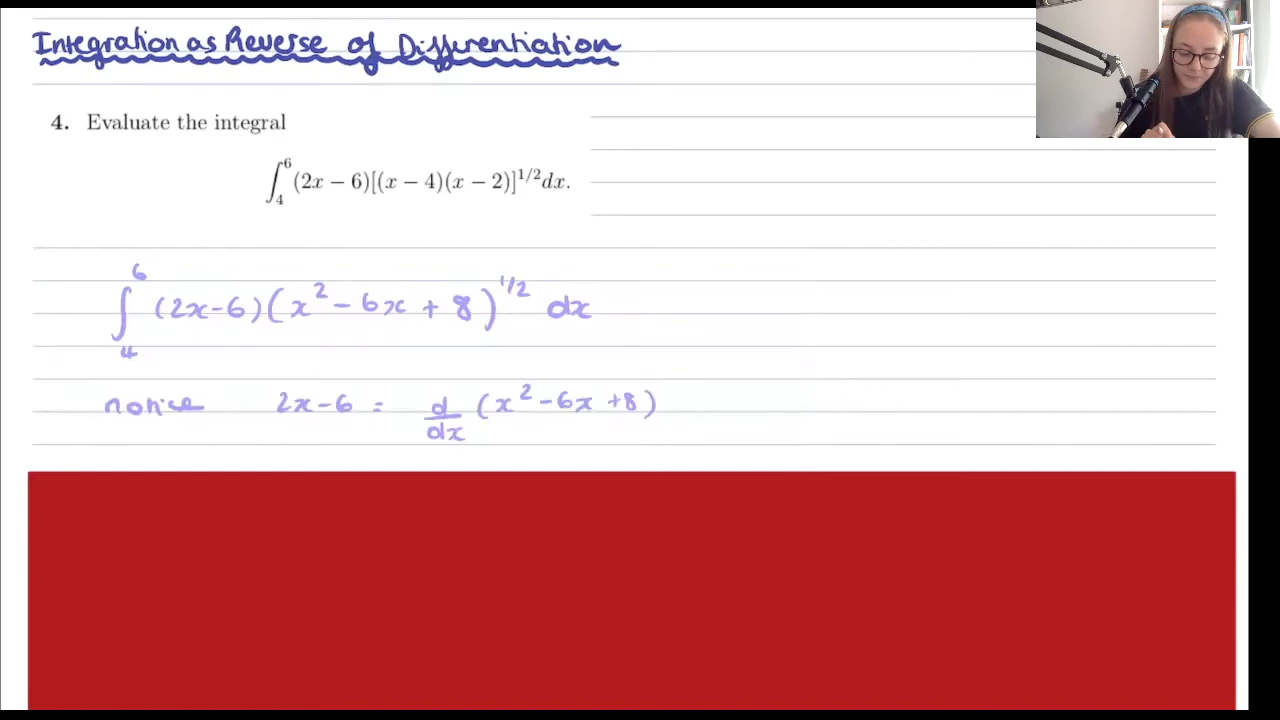 Integration as Reverse of Differentiation
4. Evaluate the integral
∫₄⁶ (2x − 6)[(x − 4)(x − 2)]^{1/2}dx.
∫₄⁶ (2x-6)(x² - 6x + 8)^{1/2} dx
notice 2x-6 = d/dx (x² -6x +8)